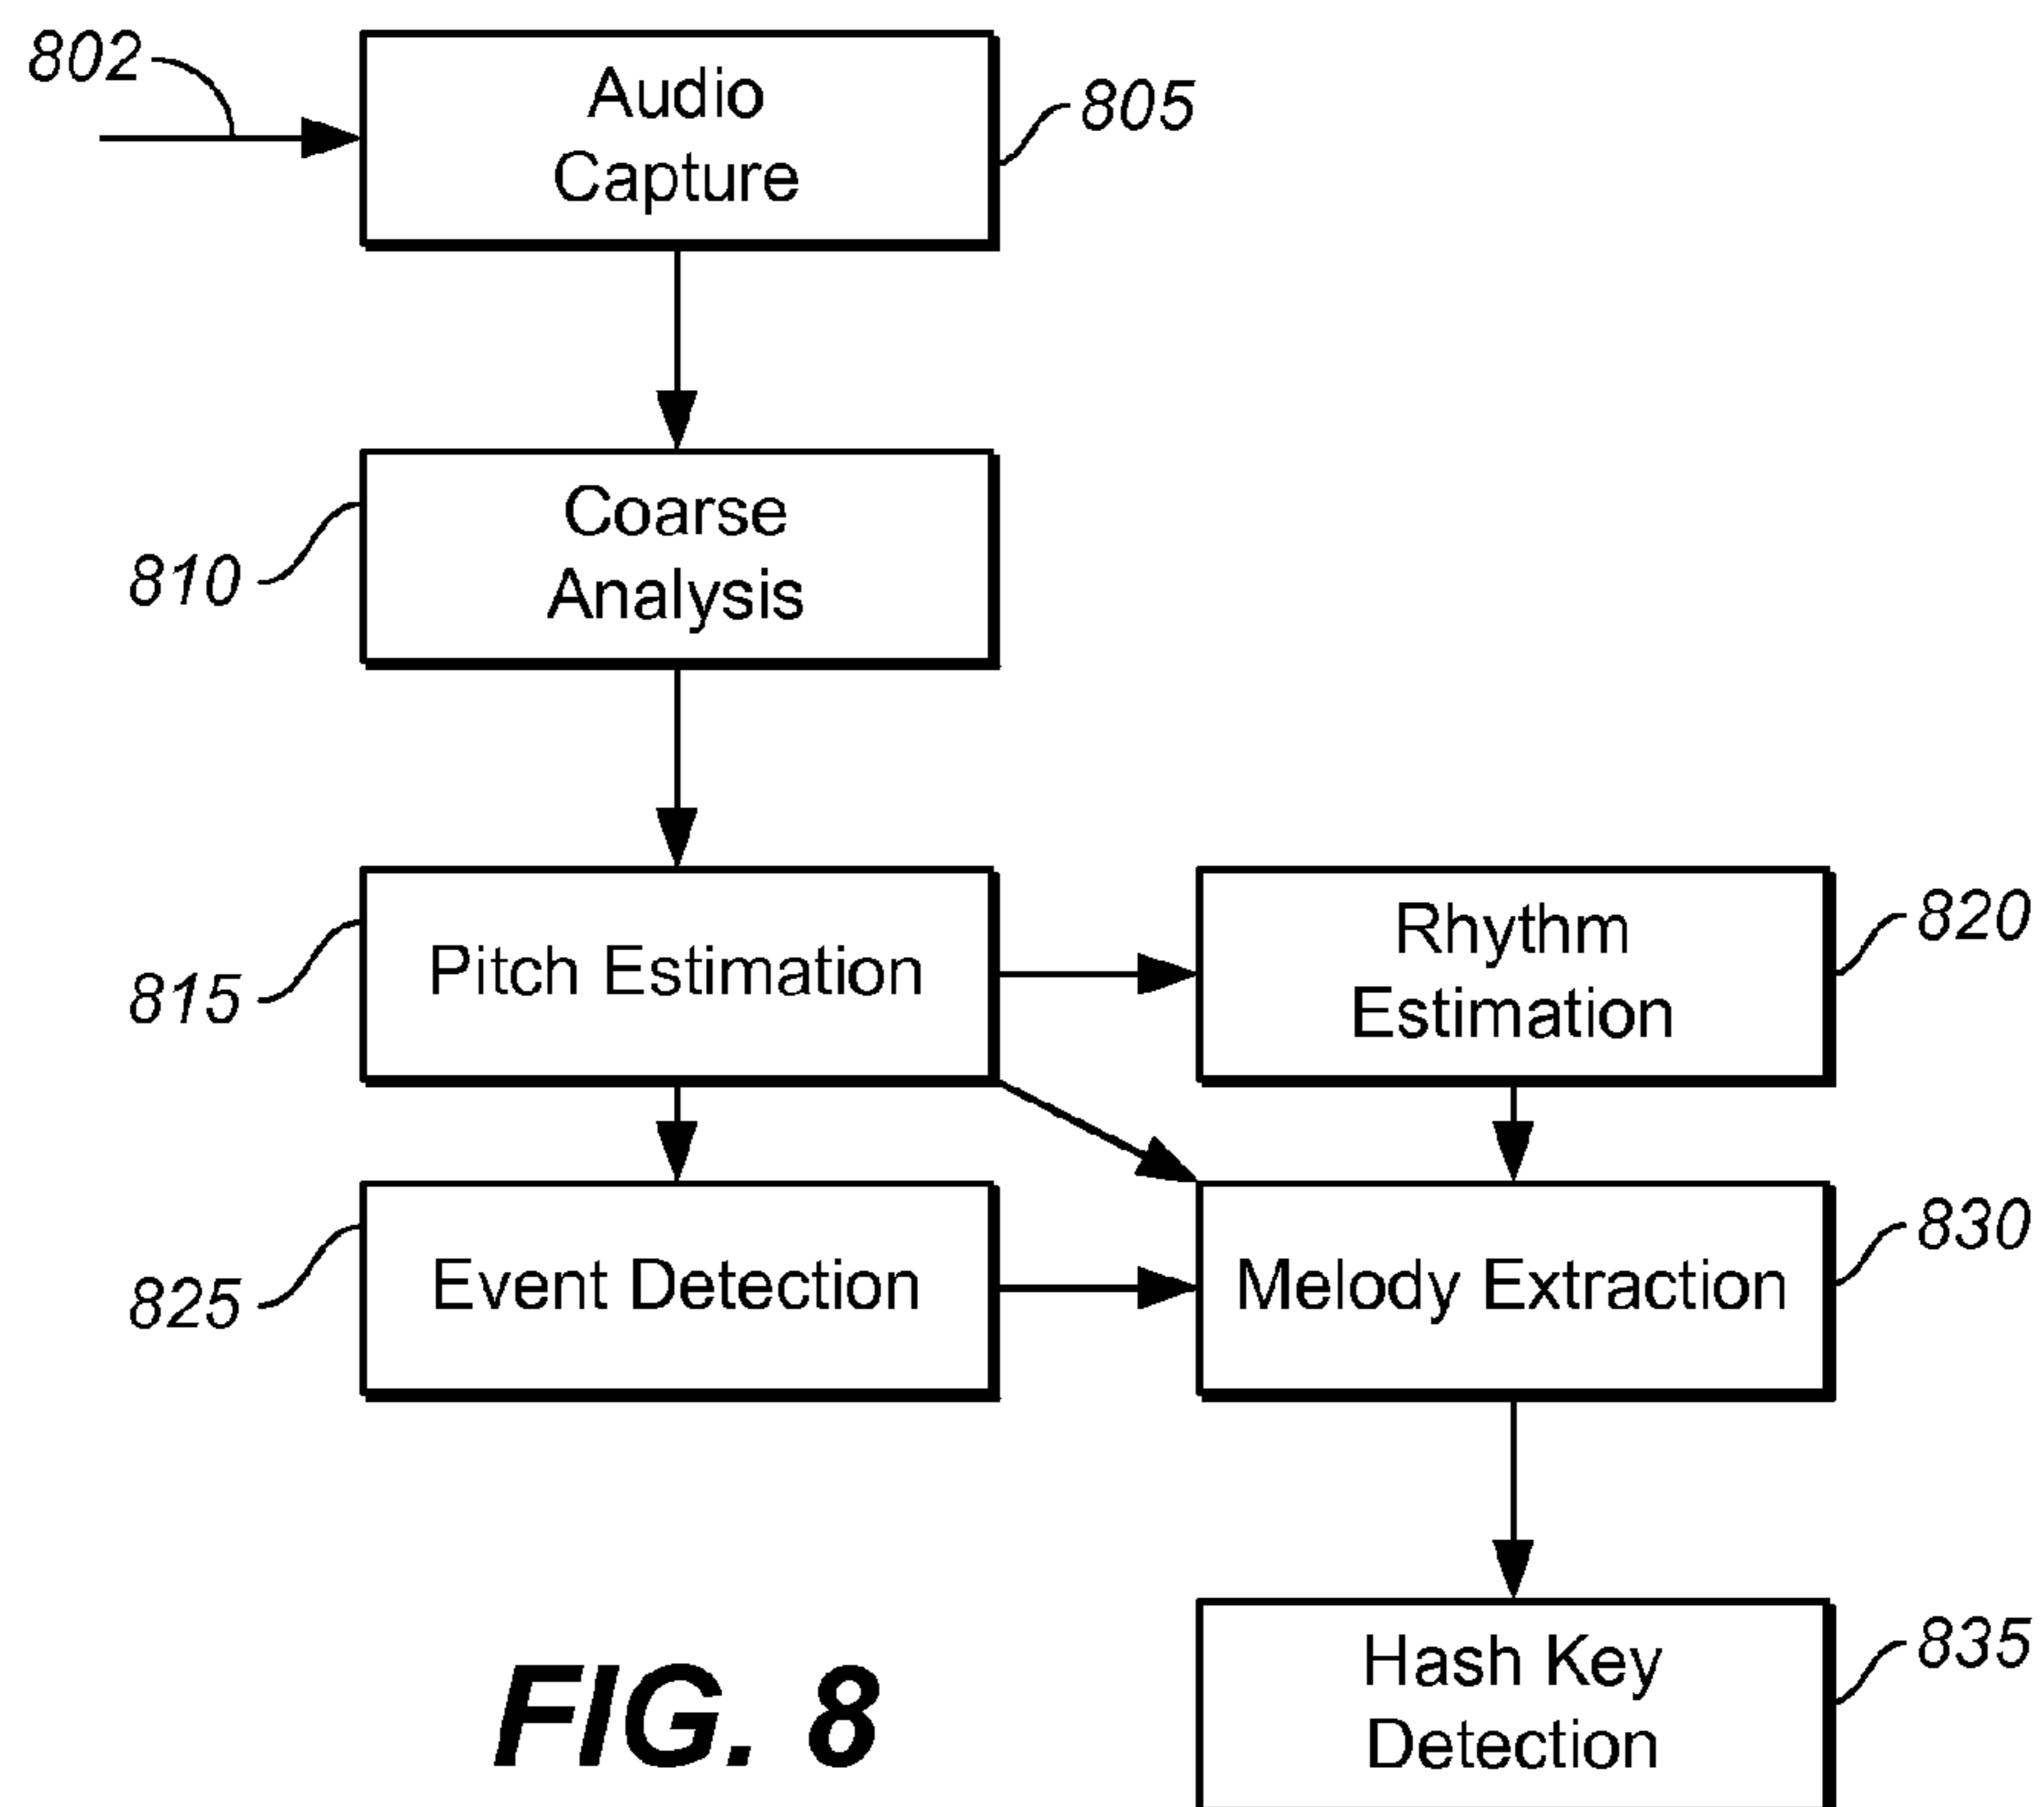 802
Audio
Capture
805
Coarse
Analysis
810
Pitch Estimation
815
Rhythm
Estimation
820
Event Detection
825
Melody Extraction
830
Hash Key
Detection
835
FIG. 8